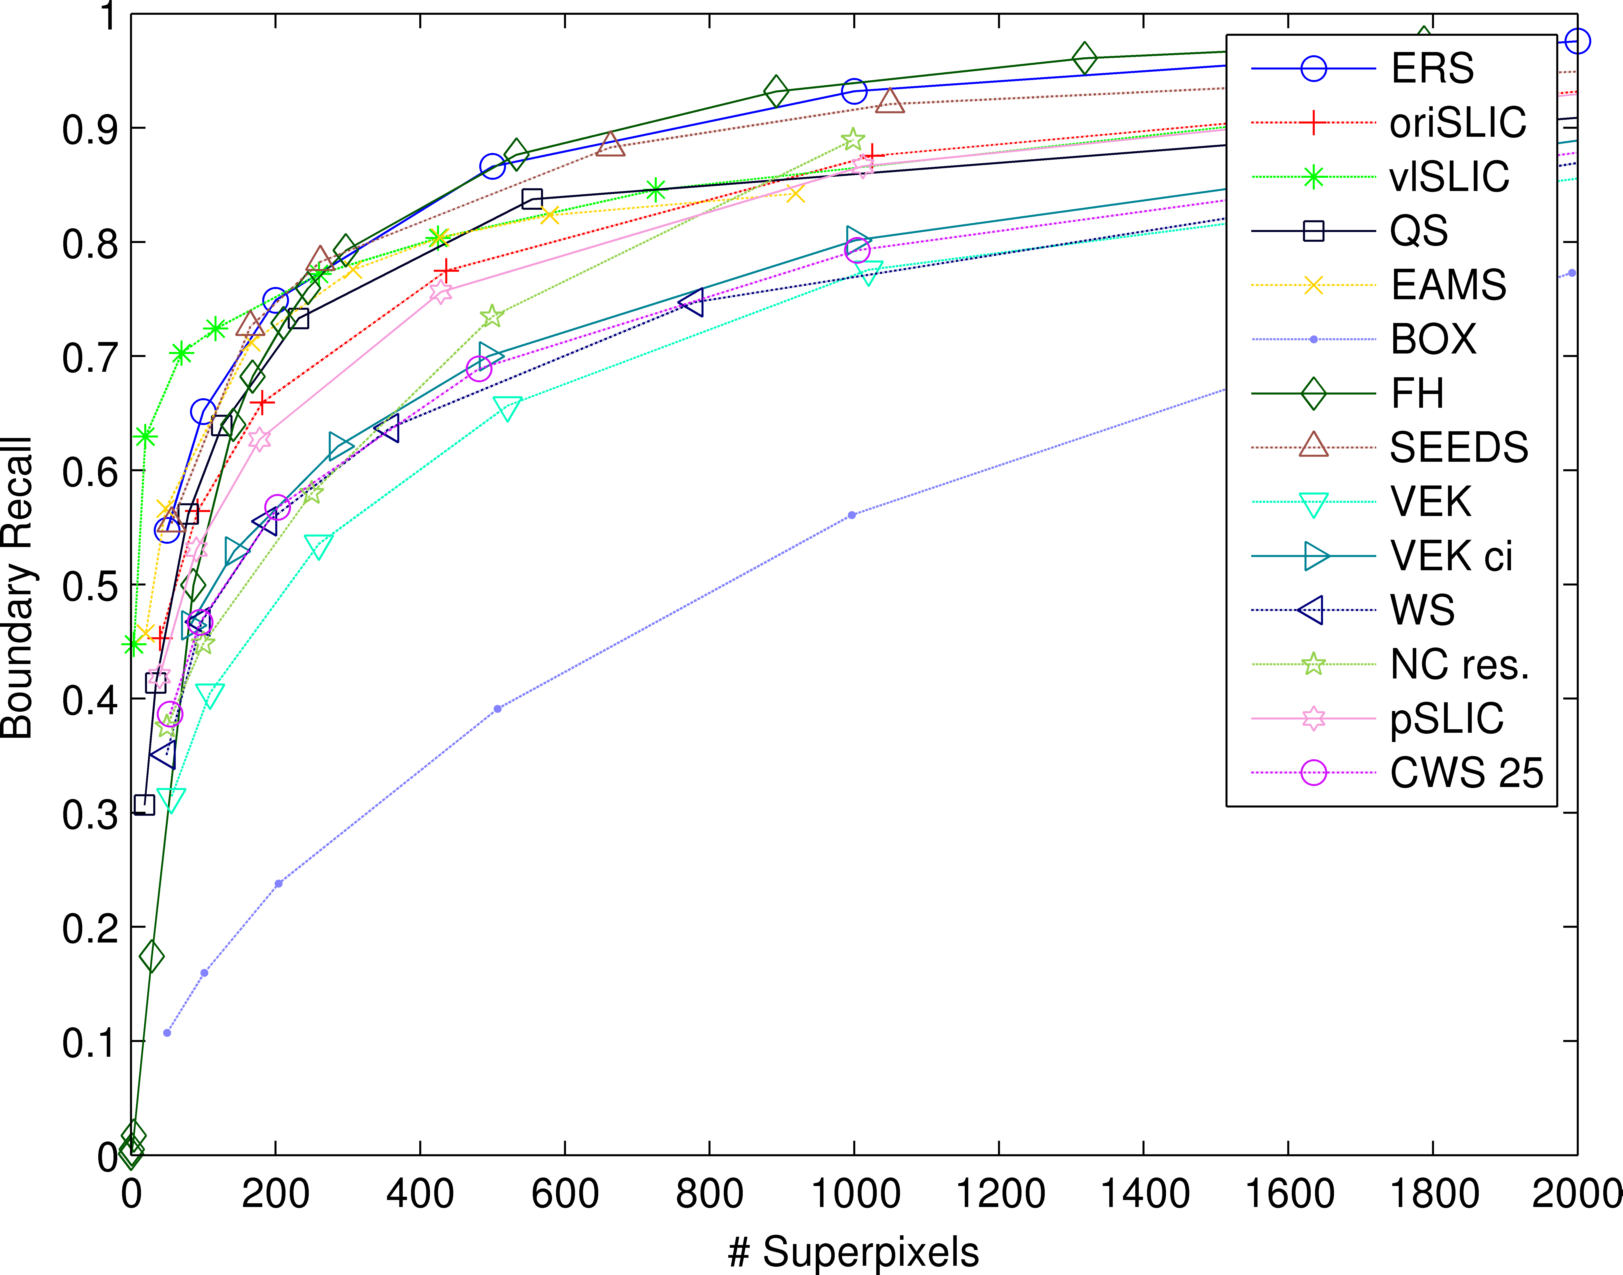 Boundary Recall
1
0.9
0.8
0.7
0.6
0.5
0.4
0.3
0.2
0.1
0
0 200 400 600 800 1000 1200 1400 1600 1800 2000
# Superpixels
ERS
oriSLIC
vlSLIC
QS
EAMS
BOX
FH
SEEDS
VEK
VEK ci
WS
NC res.
pSLIC
CWS 25